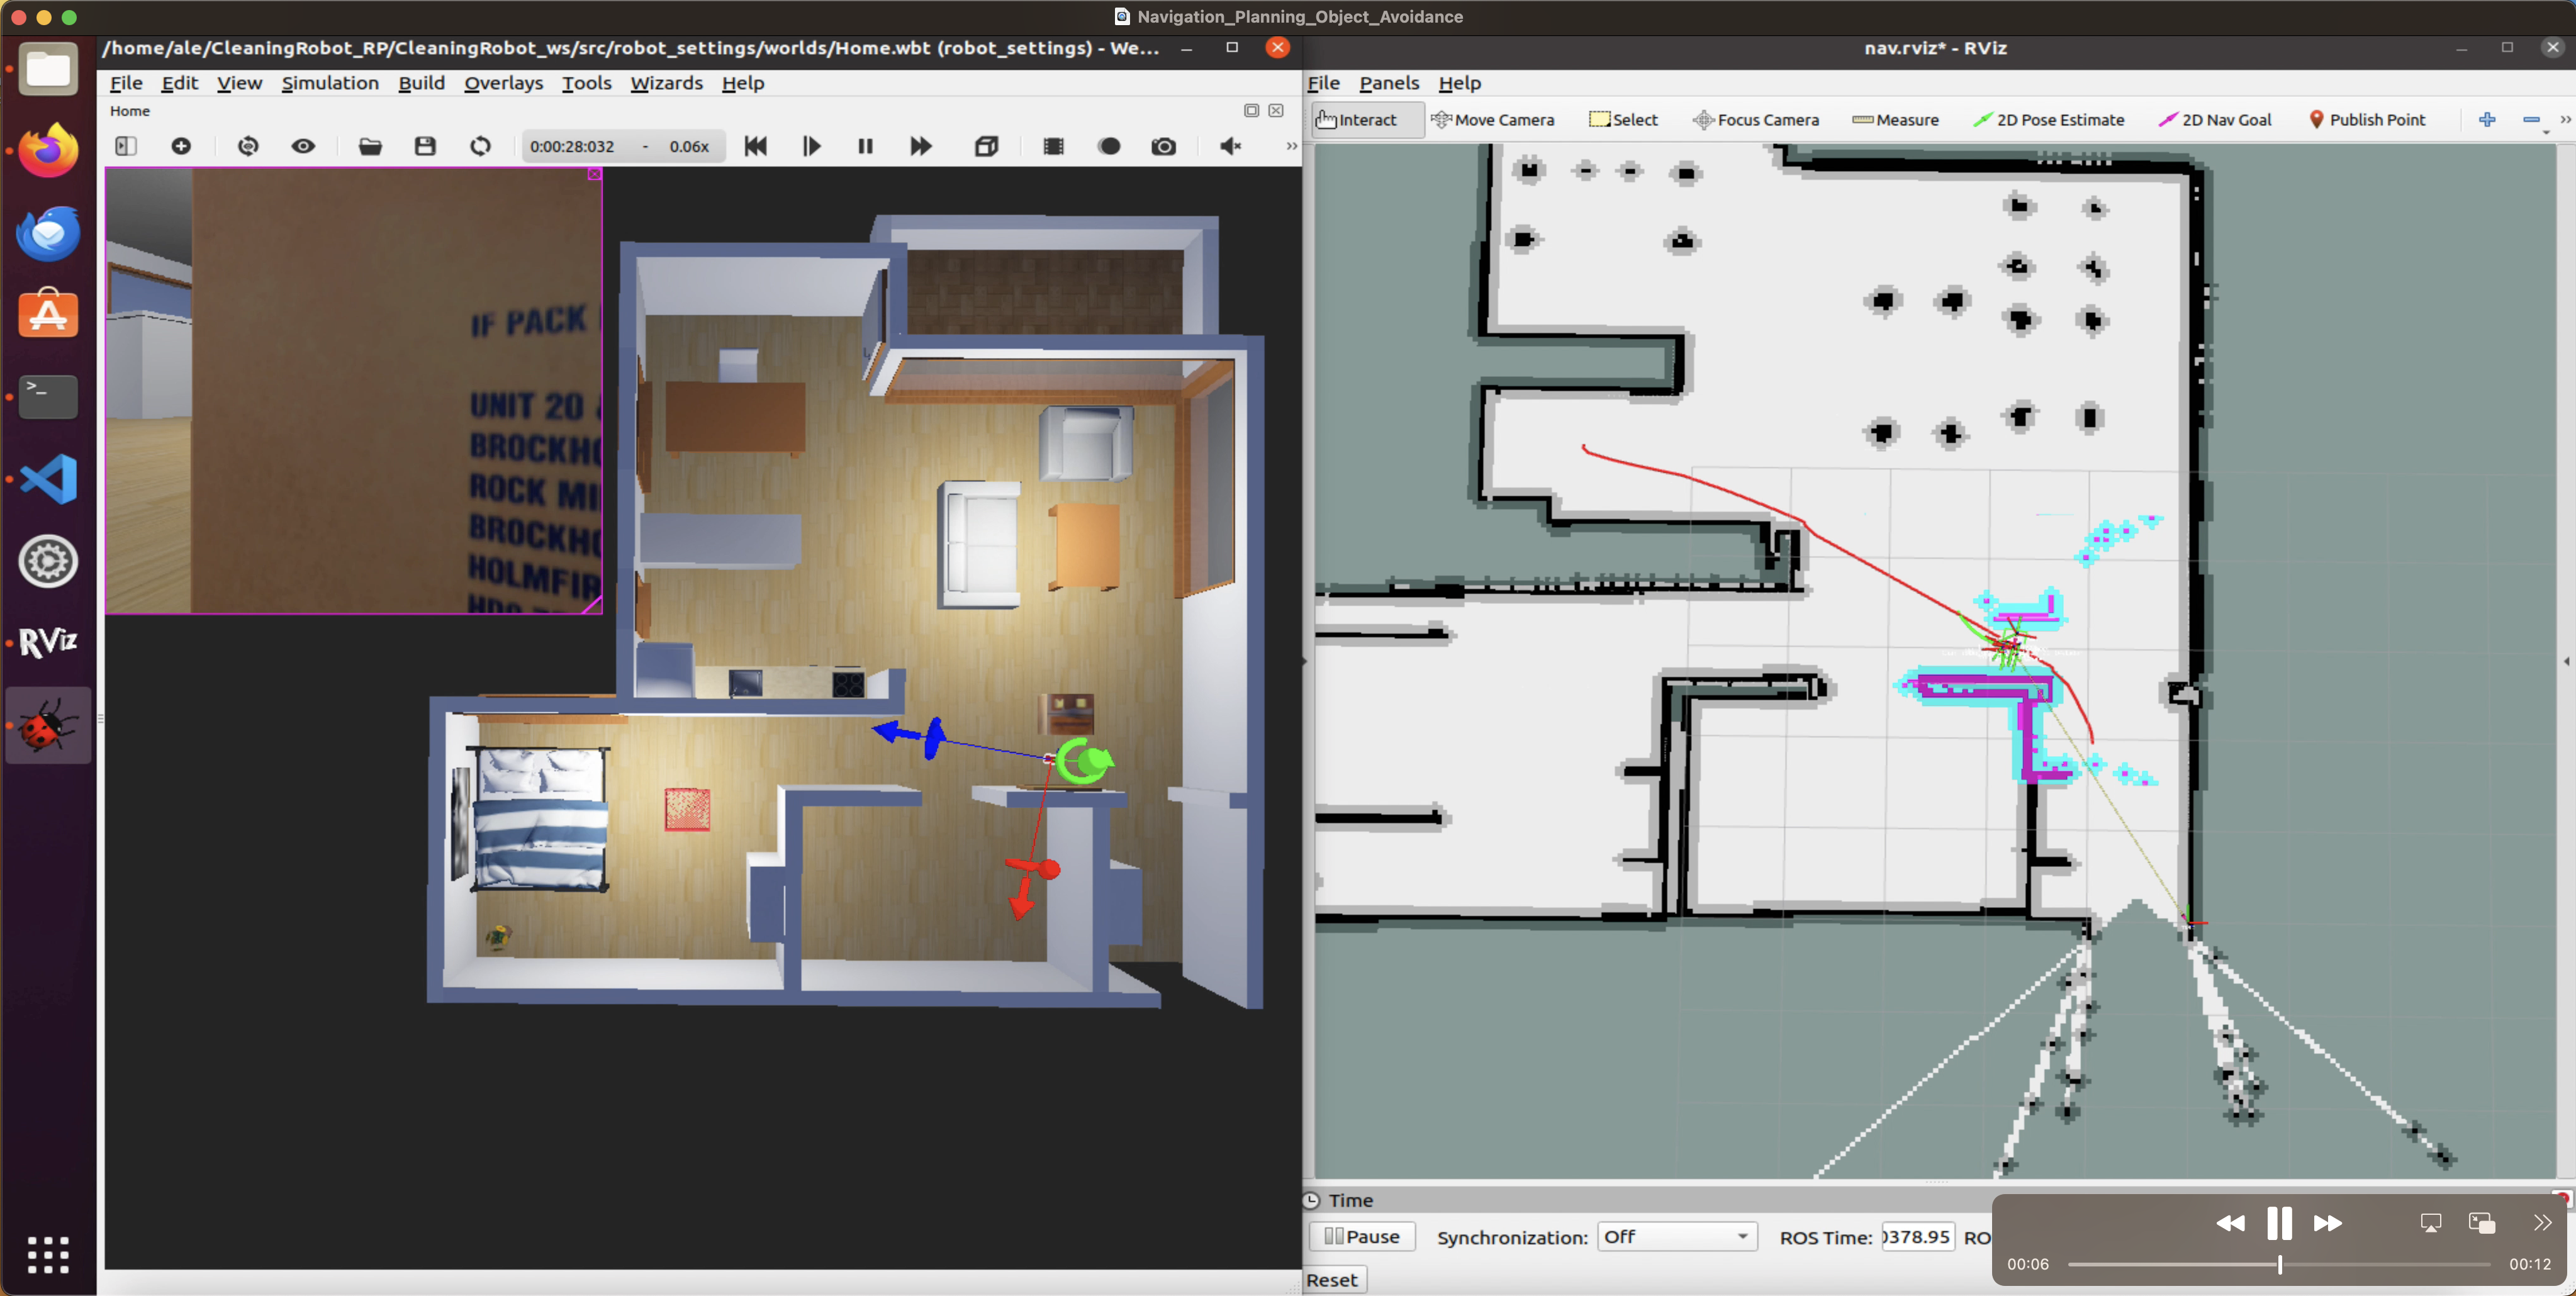 Navigation_Planning_Object_Avoidance
/home/ale/CleaningRobot_RP/CleaningRobot_ws/src/robot_settings/worlds/Home.wbt (robot_settings) - We...
File Edit View Simulation Build Overlays Tools Wizards Help
Home
0:00:28:032 - 0.06x
IF PACK
UNIT 20
BROCKHO
ROCK MI
BROCKHO
HOLMFIR
RViz
nav.rviz* - RViz
File Panels Help
Interact Move Camera Select Focus Camera Measure 2D Pose Estimate 2D Nav Goal Publish Point
Time
Pause Synchronization: Off ROS Time: 0378.95 RO
Reset
00:06 00:12